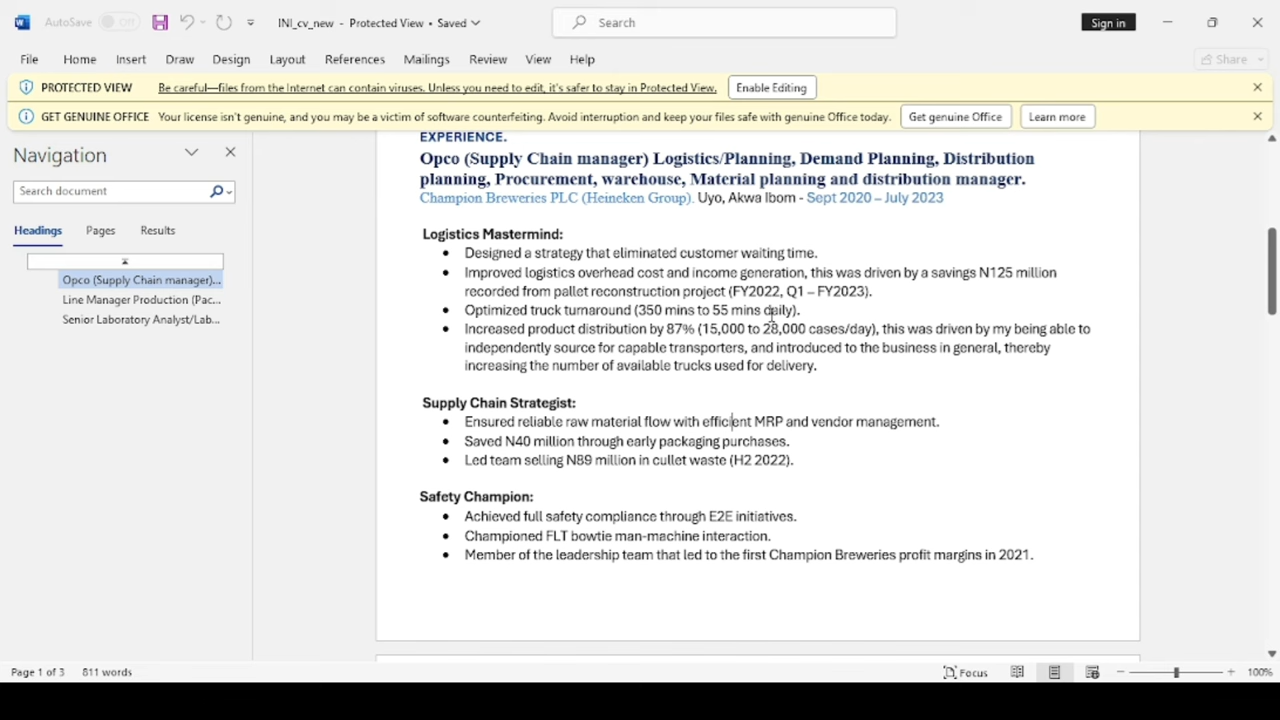 AutoSave Off
INI_cv_new - Protected View • Saved
Search
Sign in
File Home Insert Draw Design Layout References Mailings Review View Help
Share
PROTECTED VIEW Be careful—files from the Internet can contain viruses. Unless you need to edit, it's safer to stay in Protected View. Enable Editing
GET GENUINE OFFICE Your license isn't genuine, and you may be a victim of software counterfeiting. Avoid interruption and keep your files safe with genuine Office today. Get genuine Office Learn more
Navigation
Search document
Headings Pages Results
Opco (Supply Chain manager)...
Line Manager Production (Pac...
Senior Laboratory Analyst/Lab...
EXPERIENCE.
Opco (Supply Chain manager) Logistics/Planning, Demand Planning, Distribution
planning, Procurement, warehouse, Material planning and distribution manager.
Champion Breweries PLC (Heineken Group). Uyo, Akwa Ibom - Sept 2020 – July 2023
Logistics Mastermind:
• Designed a strategy that eliminated customer waiting time.
• Improved logistics overhead cost and income generation, this was driven by a savings N125 million
recorded from pallet reconstruction project (FY2022, Q1 – FY2023).
• Optimized truck turnaround (350 mins to 55 mins daily).
• Increased product distribution by 87% (15,000 to 28,000 cases/day), this was driven by my being able to
independently source for capable transporters, and introduced to the business in general, thereby
increasing the number of available trucks used for delivery.
Supply Chain Strategist:
• Ensured reliable raw material flow with efficient MRP and vendor management.
• Saved N40 million through early packaging purchases.
• Led team selling N89 million in cullet waste (H2 2022).
Safety Champion:
• Achieved full safety compliance through E2E initiatives.
• Championed FLT bowtie man-machine interaction.
• Member of the leadership team that led to the first Champion Breweries profit margins in 2021.
Page 1 of 3 811 words
Focus
100%